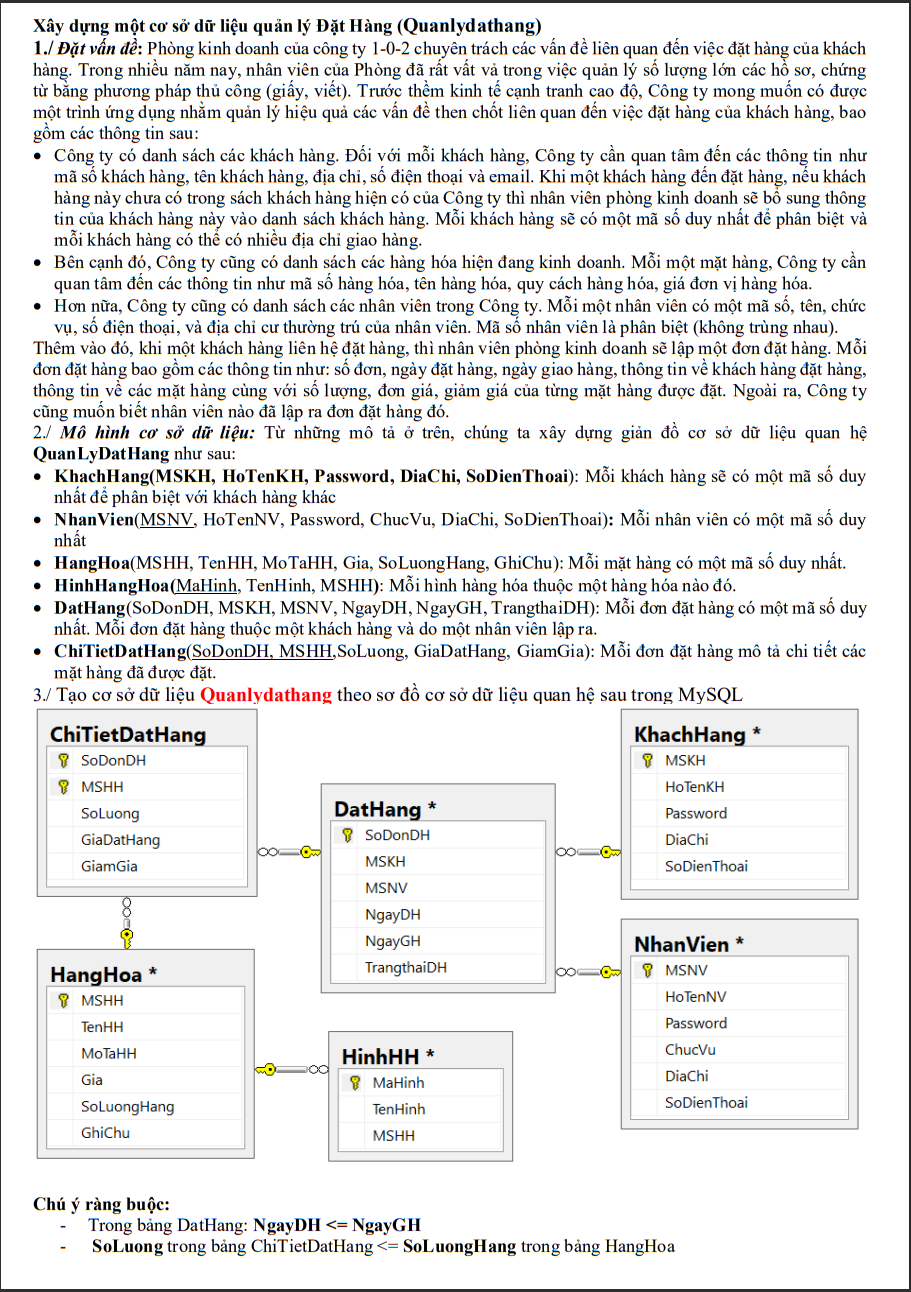 Xây dựng một cơ sở dữ liệu quản lý Đặt Hàng (Quanlydathang)
1./ Đặt vấn đề: Phòng kinh doanh của công ty 1-0-2 chuyên trách các vấn đề liên quan đến việc đặt hàng của khách
hàng. Trong nhiều năm nay, nhân viên của Phòng đã rất vất vả trong việc quản lý số lượng lớn các hồ sơ, chứng
từ bằng phương pháp thủ công (giấy, viết). Trước thềm kinh tế cạnh tranh cao độ, Công ty mong muốn có được
một trình ứng dụng nhằm quản lý hiệu quả các vấn đề then chốt liên quan đến việc đặt hàng của khách hàng, bao
gồm các thông tin sau:
• Công ty có danh sách các khách hàng. Đối với mỗi khách hàng, Công ty cần quan tâm đến các thông tin như
mã số khách hàng, tên khách hàng, địa chỉ, số điện thoại và email. Khi một khách hàng đến đặt hàng, nếu khách
hàng này chưa có trong sách khách hàng hiện có của Công ty thì nhân viên phòng kinh doanh sẽ bổ sung thông
tin của khách hàng này vào danh sách khách hàng. Mỗi khách hàng sẽ có một mã số duy nhất để phân biệt và
mỗi khách hàng có thể có nhiều địa chỉ giao hàng.
• Bên cạnh đó, Công ty cũng có danh sách các hàng hóa hiện đang kinh doanh. Mỗi một mặt hàng, Công ty cần
quan tâm đến các thông tin như mã số hàng hóa, tên hàng hóa, quy cách hàng hóa, giá đơn vị hàng hóa.
• Hơn nữa, Công ty cũng có danh sách các nhân viên trong Công ty. Mỗi một nhân viên có một mã số, tên, chức
vụ, số điện thoại, và địa chỉ cư thường trú của nhân viên. Mã số nhân viên là phân biệt (không trùng nhau).
Thêm vào đó, khi một khách hàng liên hệ đặt hàng, thì nhân viên phòng kinh doanh sẽ lập một đơn đặt hàng. Mỗi
đơn đặt hàng bao gồm các thông tin như: số đơn, ngày đặt hàng, ngày giao hàng, thông tin về khách hàng đặt hàng,
thông tin về các mặt hàng cùng với số lượng, đơn giá, giảm giá của từng mặt hàng được đặt. Ngoài ra, Công ty
cũng muốn biết nhân viên nào đã lập ra đơn đặt hàng đó.
2./ Mô hình cơ sở dữ liệu: Từ những mô tả ở trên, chúng ta xây dựng giản đồ cơ sở dữ liệu quan hệ
QuanLyDatHang như sau:
• KhachHang(MSKH, HoTenKH, Password, DiaChi, SoDienThoai): Mỗi khách hàng sẽ có một mã số duy
nhất để phân biệt với khách hàng khác
• NhanVien(MSNV, HoTenNV, Password, ChucVu, DiaChi, SoDienThoai): Mỗi nhân viên có một mã số duy
nhất
• HangHoa(MSHH, TenHH, MoTaHH, Gia, SoLuongHang, GhiChu): Mỗi mặt hàng có một mã số duy nhất.
• HinhHangHoa(MaHinh, TenHinh, MSHH): Mỗi hình hàng hóa thuộc một hàng hóa nào đó.
• DatHang(SoDonDH, MSKH, MSNV, NgayDH, NgayGH, TrangthaiDH): Mỗi đơn đặt hàng có một mã số duy
nhất. Mỗi đơn đặt hàng thuộc một khách hàng và do một nhân viên lập ra.
• ChiTietDatHang(SoDonDH, MSHH,SoLuong, GiaDatHang, GiamGia): Mỗi đơn đặt hàng mô tả chi tiết các
mặt hàng đã được đặt.
3./ Tạo cơ sở dữ liệu Quanlydathang theo sơ đồ cơ sở dữ liệu quan hệ sau trong MySQL
ChiTietDatHang
SoDonDH
MSHH
SoLuong
GiaDatHang
GiamGia
DatHang *
SoDonDH
MSKH
MSNV
NgayDH
NgayGH
TrangthaiDH
KhachHang *
MSKH
HoTenKH
Password
DiaChi
SoDienThoai
NhanVien *
MSNV
HoTenNV
Password
ChucVu
DiaChi
SoDienThoai
HangHoa *
MSHH
TenHH
MoTaHH
Gia
SoLuongHang
GhiChu
HinhHH *
MaHinh
TenHinh
MSHH
Chú ý ràng buộc:
- Trong bảng DatHang: NgayDH <= NgayGH
- SoLuong trong bảng ChiTietDatHang <= SoLuongHang trong bảng HangHoa